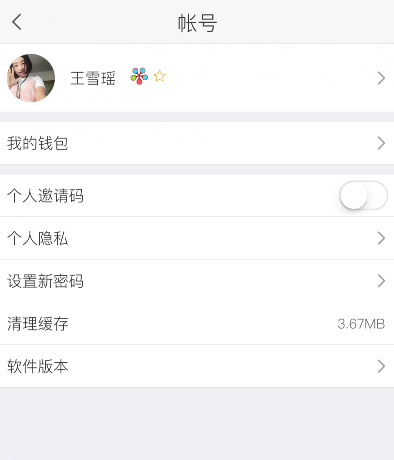 帐号
王雪瑶
我的钱包
个人邀请码
个人隐私
设置新密码
清理缓存 3.67MB
软件版本